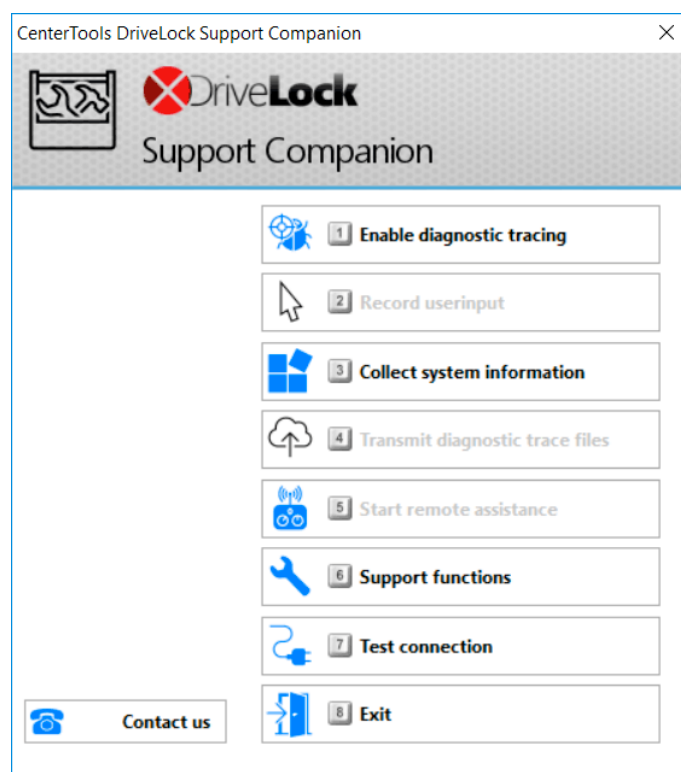 CenterTools DriveLock Support Companion
DriveLock
Support Companion
1 Enable diagnostic tracing
2 Record userinput
3 Collect system information
4 Transmit diagnostic trace files
5 Start remote assistance
6 Support functions
7 Test connection
8 Exit
Contact us